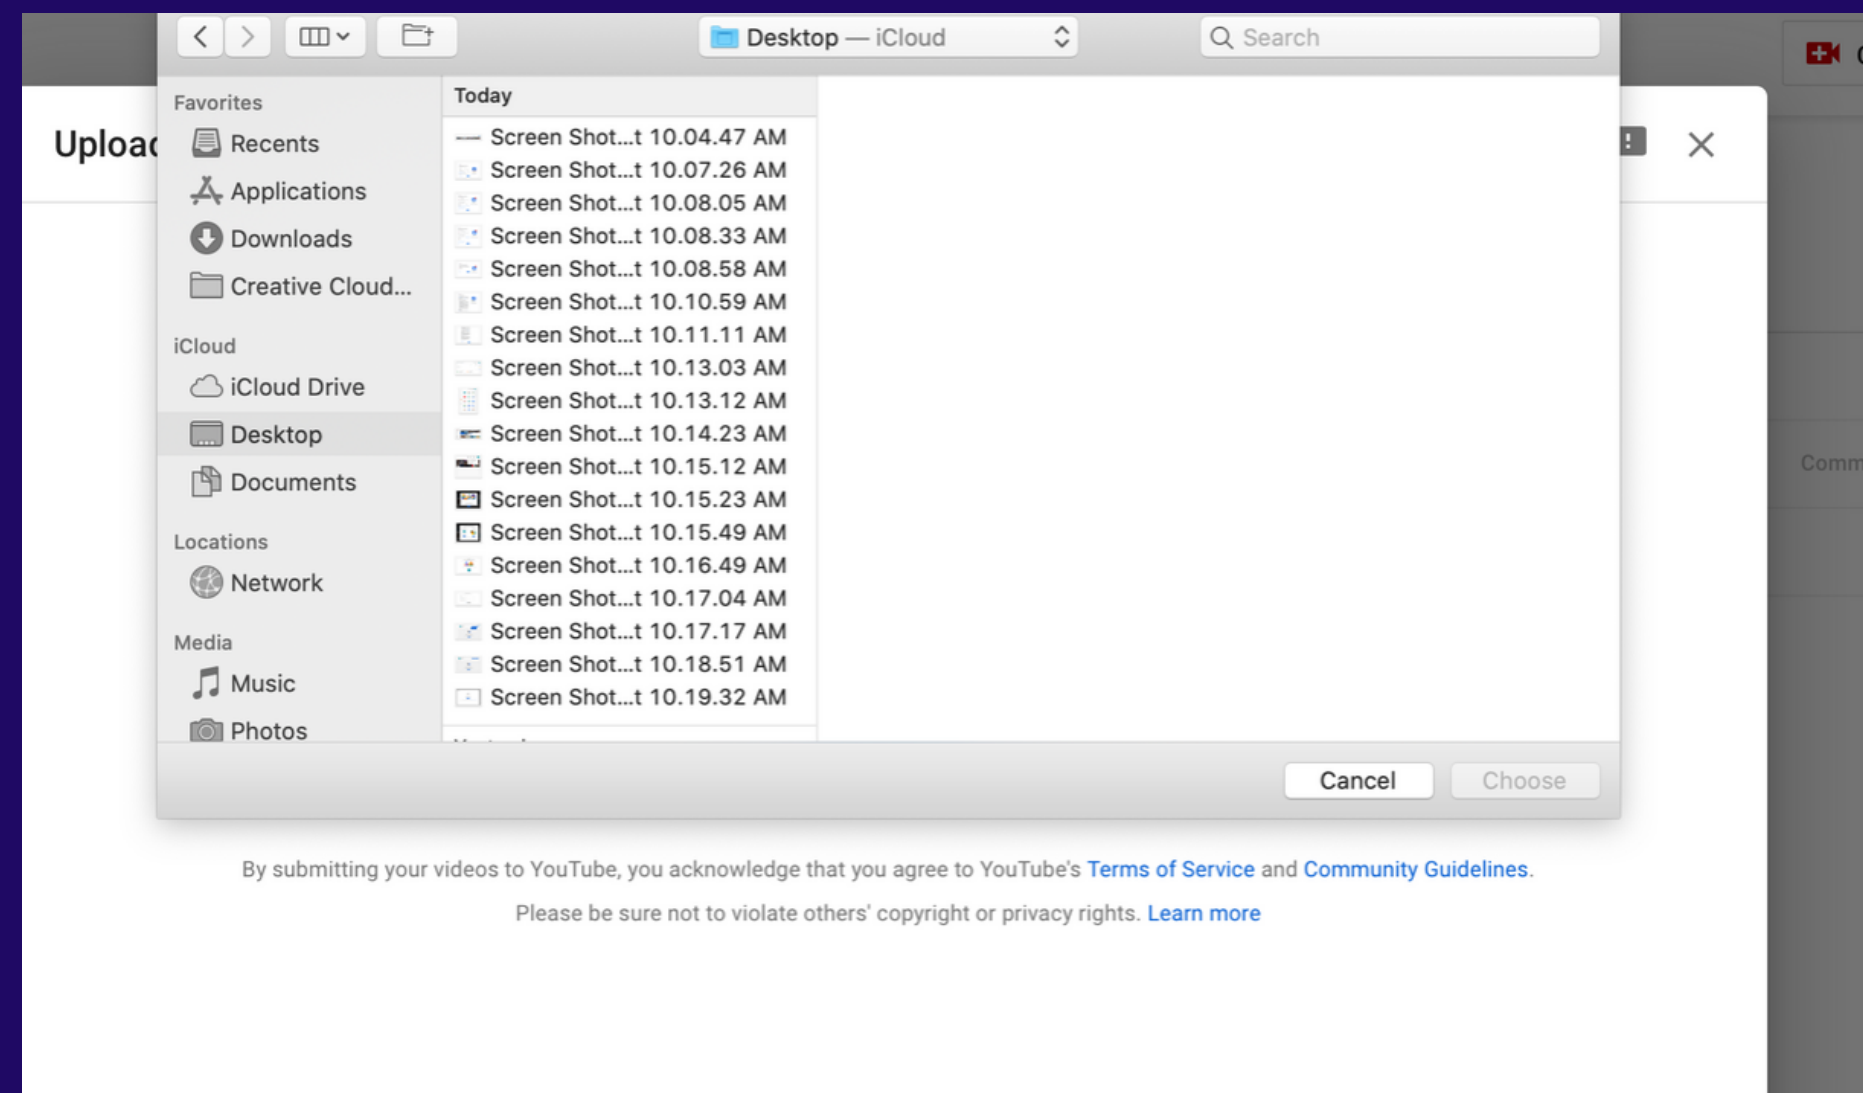 Desktop — iCloud
Search
Favorites
Recents
Applications
Downloads
Creative Cloud...
iCloud
iCloud Drive
Desktop
Documents
Locations
Network
Media
Music
Photos
Today
Screen Shot...t 10.04.47 AM
Screen Shot...t 10.07.26 AM
Screen Shot...t 10.08.05 AM
Screen Shot...t 10.08.33 AM
Screen Shot...t 10.08.58 AM
Screen Shot...t 10.10.59 AM
Screen Shot...t 10.11.11 AM
Screen Shot...t 10.13.03 AM
Screen Shot...t 10.13.12 AM
Screen Shot...t 10.14.23 AM
Screen Shot...t 10.15.12 AM
Screen Shot...t 10.15.23 AM
Screen Shot...t 10.15.49 AM
Screen Shot...t 10.16.49 AM
Screen Shot...t 10.17.04 AM
Screen Shot...t 10.17.17 AM
Screen Shot...t 10.18.51 AM
Screen Shot...t 10.19.32 AM
Cancel
Choose
Uploa
Comm
By submitting your videos to YouTube, you acknowledge that you agree to YouTube's Terms of Service and Community Guidelines.
Please be sure not to violate others' copyright or privacy rights. Learn more